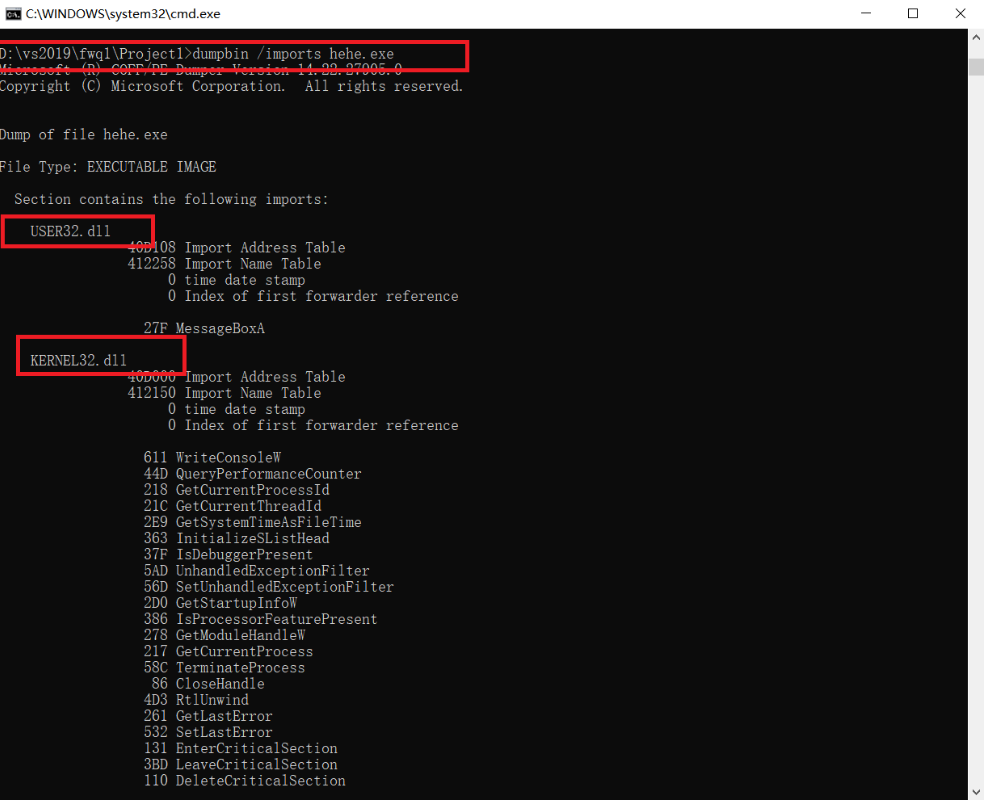 C:\WINDOWS\system32\cmd.exe
D:\vs2019\fwq1\Project1>dumpbin /imports hehe.exe
Microsoft (R) COFF/PE Dumper Version 14.22.27905.0
Copyright (C) Microsoft Corporation.  All rights reserved.
Dump of file hehe.exe
File Type: EXECUTABLE IMAGE
Section contains the following imports:
USER32.dll
40D108 Import Address Table
412258 Import Name Table
0 time date stamp
0 Index of first forwarder reference
27F MessageBoxA
KERNEL32.dll
40D000 Import Address Table
412150 Import Name Table
0 time date stamp
0 Index of first forwarder reference
611 WriteConsoleW
44D QueryPerformanceCounter
218 GetCurrentProcessId
21C GetCurrentThreadId
2E9 GetSystemTimeAsFileTime
363 InitializeSListHead
37F IsDebuggerPresent
5AD UnhandledExceptionFilter
56D SetUnhandledExceptionFilter
2D0 GetStartupInfoW
386 IsProcessorFeaturePresent
278 GetModuleHandleW
217 GetCurrentProcess
58C TerminateProcess
86 CloseHandle
4D3 RtlUnwind
261 GetLastError
532 SetLastError
131 EnterCriticalSection
3BD LeaveCriticalSection
110 DeleteCriticalSection